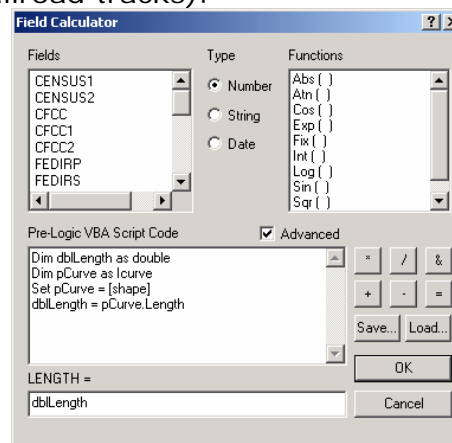 Field Calculator
Fields
Type
Functions
CENSUS1
CENSUS2
CFCC
CFCC1
CFCC2
FEDIRP
FEDIRS
Number
String
Date
Abs ( )
Atn ( )
Cos ( )
Exp ( )
Fix ( )
Int ( )
Log ( )
Sin ( )
Sqr ( )
Pre-Logic VBA Script Code
Advanced
Dim dblLength as double
Dim pCurve as Icurve
Set pCurve = [shape]
dblLength = pCurve.Length
* / &
+ - =
Save... Load...
OK
LENGTH =
dblLength
Cancel